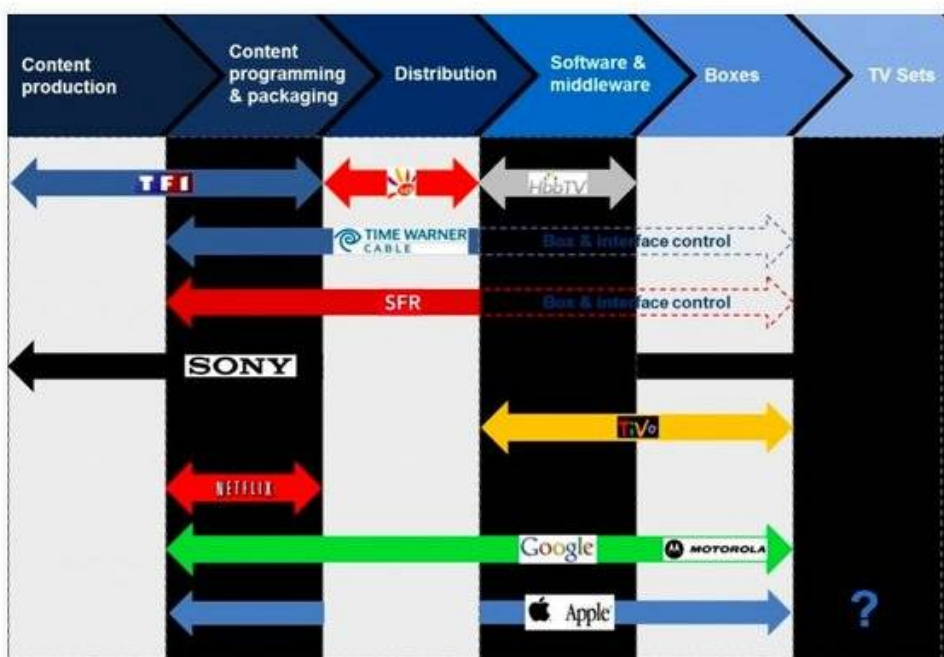 Content
production
Content
programming
& packaging
Distribution
Software &
middleware
Boxes
TV Sets
TF1
HbbTV
TIME WARNER
CABLE
Box & interface control
SFR
Box & interface control
SONY
TiVo
NETFLIX
Google
MOTOROLA
Apple
?